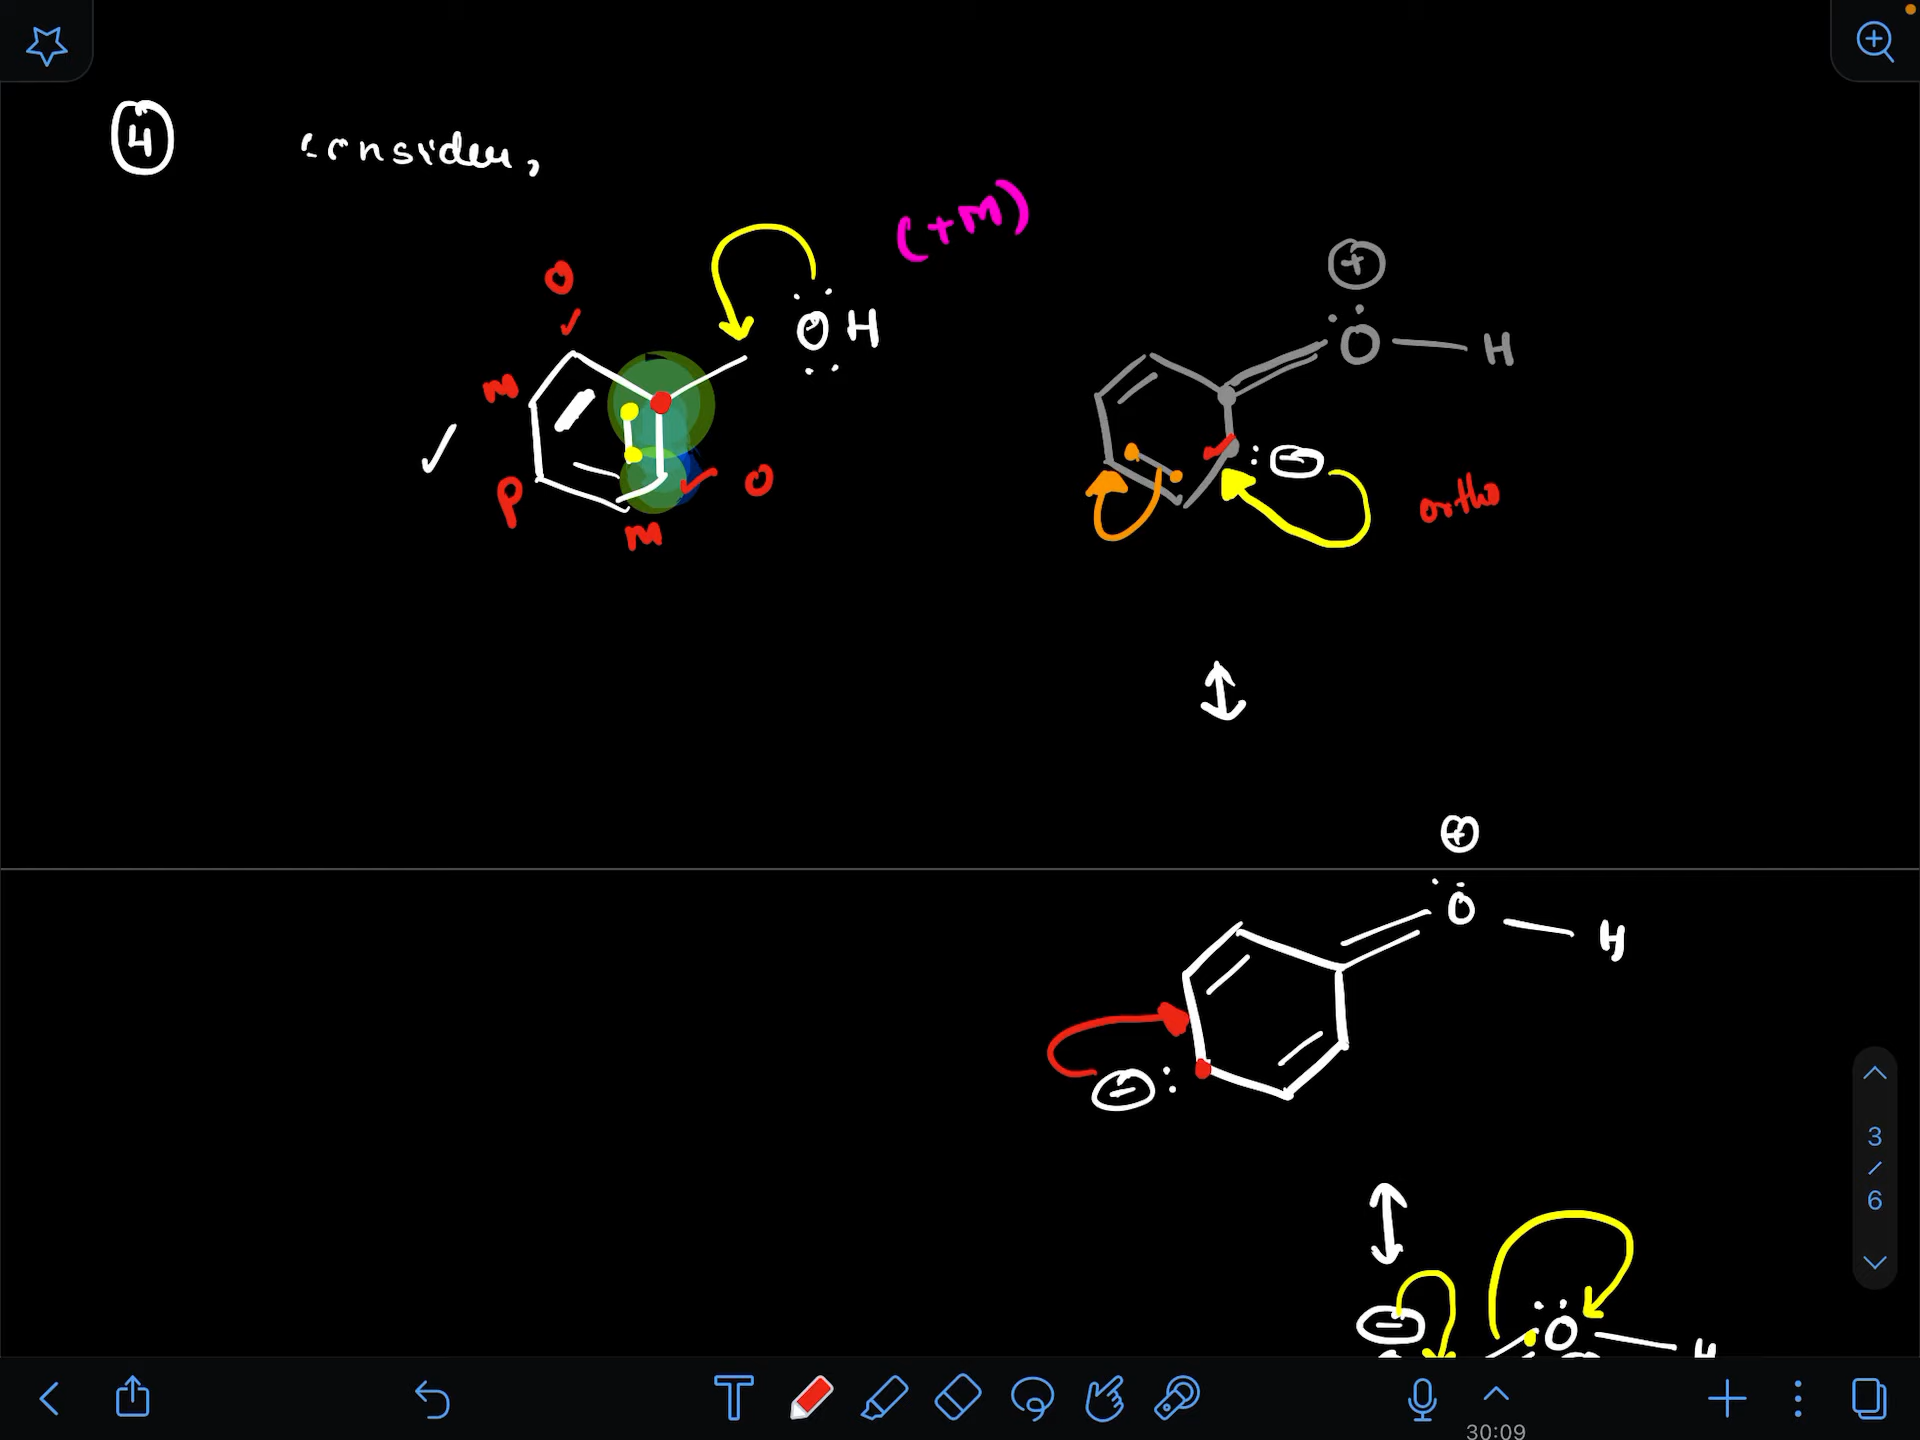 4 consider,
(+M)
O
+
OH
O H
M
O
P
-
ortho
M
+
O H
-
-
O H
3
/
6
T
30:09